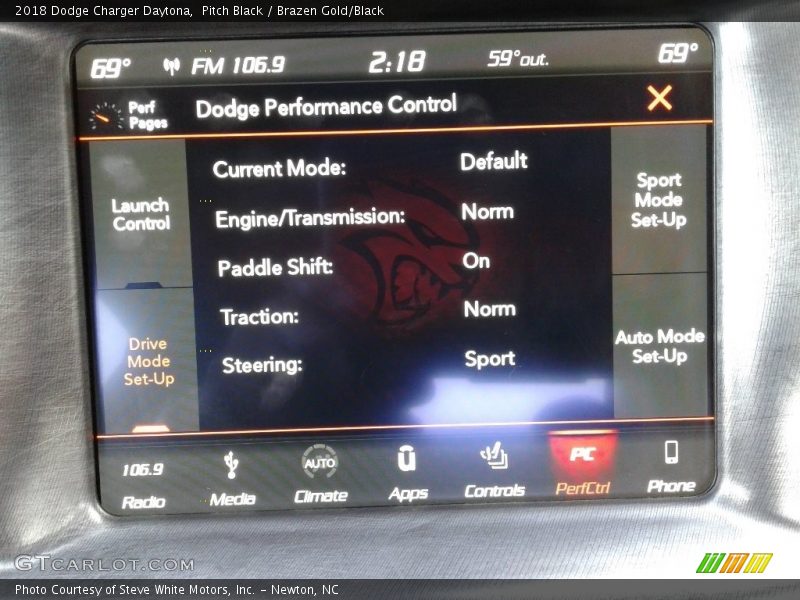 2018 Dodge Charger Daytona, Pitch Black / Brazen Gold/Black
69° FM 106.9 2:18 59°out. 69°
Perf
Pages
Dodge Performance Control
X
Launch
Control
Current Mode: Default
Engine/Transmission: Norm
Paddle Shift: On
Traction: Norm
Steering: Sport
Sport
Mode
Set-Up
Drive
Mode
Set-Up
Auto Mode
Set-Up
106.9 AUTO PC
Radio Media Climate Apps Controls PerfCtrl Phone
GTCARLOT.COM
Photo Courtesy of Steve White Motors, Inc. – Newton, NC